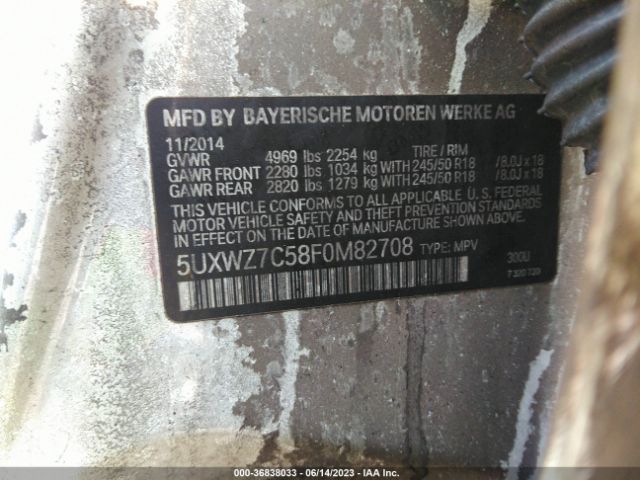 MFD BY BAYERISCHE MOTOREN WERKE AG
11/2014 TIRE / RIM
GVWR 4969 lbs 2254 kg
GAWR FRONT 2280 lbs 1034 kg WITH 245/50 R18 /8.0J x 18
GAWR REAR 2820 lbs 1279 kg WITH 245/50 R18 /8.0J x 18
THIS VEHICLE CONFORMS TO ALL APPLICABLE U. S. FEDERAL
MOTOR VEHICLE SAFETY AND THEFT PREVENTION STANDARDS
IN EFFECT ON THE DATE OF MANUFACTURE SHOWN ABOVE.
5UXWZ7C58F0M82708 TYPE: MPV 300U
7 320 739
000-36838033 - 06/14/2023 - IAA Inc.